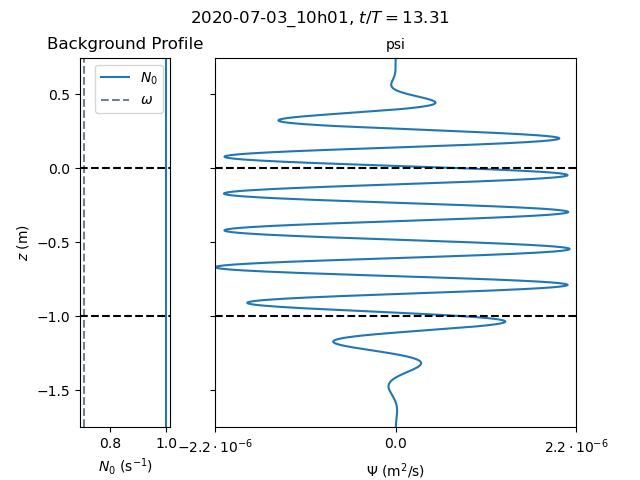 2020-07-03_10h01, t/T = 13.31
Background Profile
psi
N₀
ω
0.5
0.0
−0.5
−1.0
−1.5
z (m)
0.8
1.0
−2.2 · 10⁻⁶
0.0
2.2 · 10⁻⁶
N₀ (s⁻¹)
Ψ (m²/s)